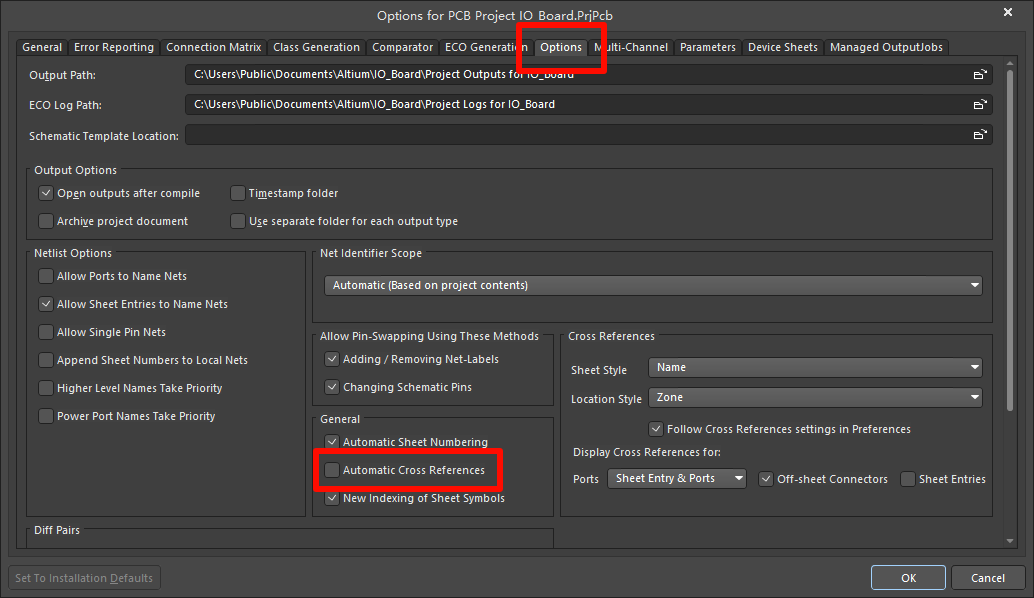 Options for PCB Project IO_Board.PrjPcb
General Error Reporting Connection Matrix Class Generation Comparator ECO Generation Options Multi-Channel Parameters Device Sheets Managed OutputJobs
Output Path: C:\Users\Public\Documents\Altium\IO_Board\Project Outputs for IO_Board
ECO Log Path: C:\Users\Public\Documents\Altium\IO_Board\Project Logs for IO_Board
Schematic Template Location:
Output Options
Open outputs after compile Timestamp folder
Archive project document Use separate folder for each output type
Netlist Options
Allow Ports to Name Nets
Allow Sheet Entries to Name Nets
Allow Single Pin Nets
Append Sheet Numbers to Local Nets
Higher Level Names Take Priority
Power Port Names Take Priority
Net Identifier Scope
Automatic (Based on project contents)
Allow Pin-Swapping Using These Methods
Adding / Removing Net-Labels
Changing Schematic Pins
General
Automatic Sheet Numbering
Automatic Cross References
New Indexing of Sheet Symbols
Cross References
Sheet Style Name
Location Style Zone
Follow Cross References settings in Preferences
Display Cross References for:
Ports Sheet Entry & Ports Off-sheet Connectors Sheet Entries
Diff Pairs
Set To Installation Defaults OK Cancel